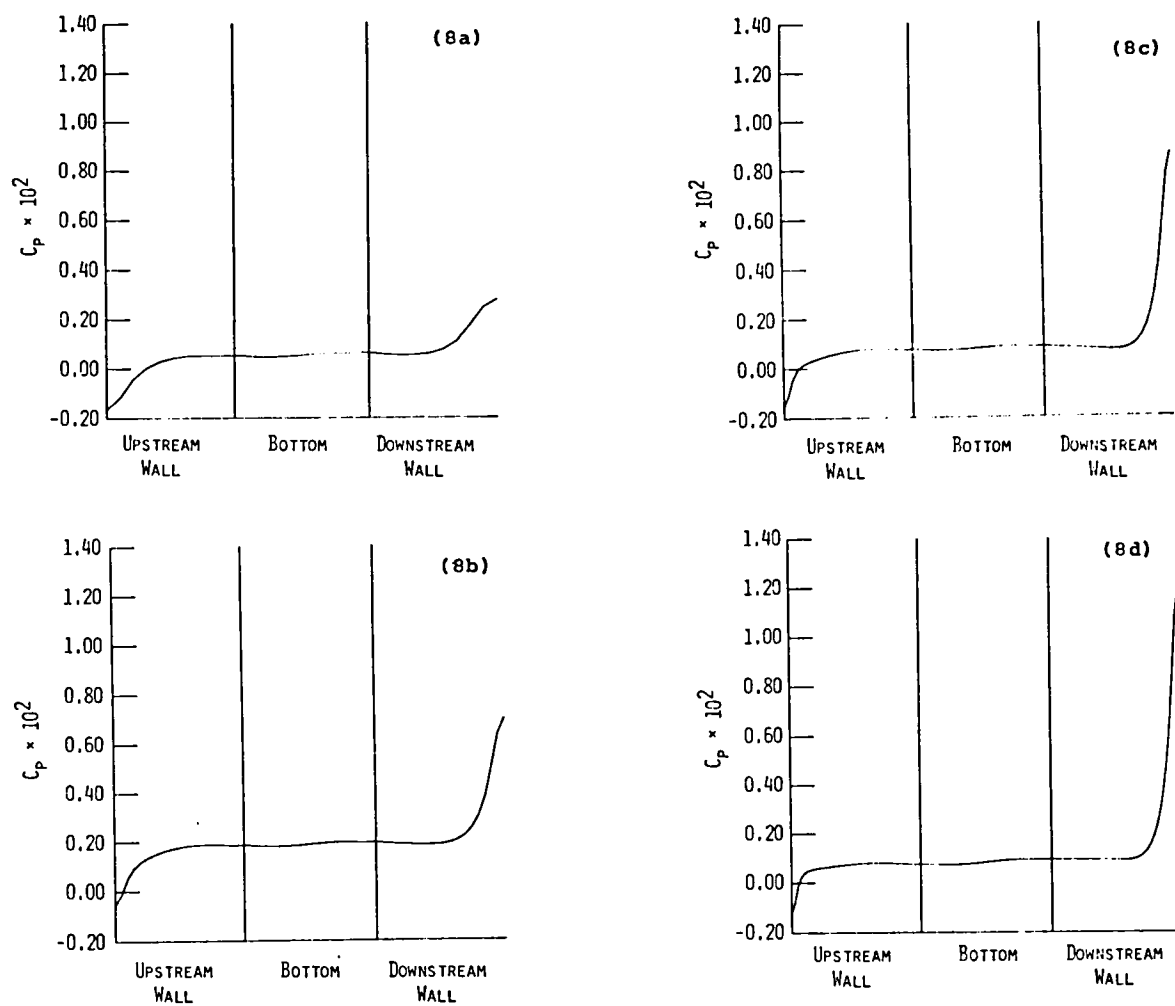 (8a)
1.40
1.20
1.00
0.80
0.60
0.40
0.20
0.00
-0.20
C_P × 10^2
UPSTREAM
WALL
BOTTOM
DOWNSTREAM
WALL
(8c)
1.40
1.20
1.00
0.80
0.60
0.40
0.20
0.00
-0.20
C_P × 10^2
UPSTREAM
WALL
BOTTOM
DOWNSTREAM
WALL
(8b)
1.40
1.20
1.00
0.80
0.60
0.40
0.20
0.00
-0.20
C_P × 10^2
UPSTREAM
WALL
BOTTOM
DOWNSTREAM
WALL
(8d)
1.40
1.20
1.00
0.80
0.60
0.40
0.20
0.00
-0.20
C_P × 10^2
UPSTREAM
WALL
BOTTOM
DOWNSTREAM
WALL